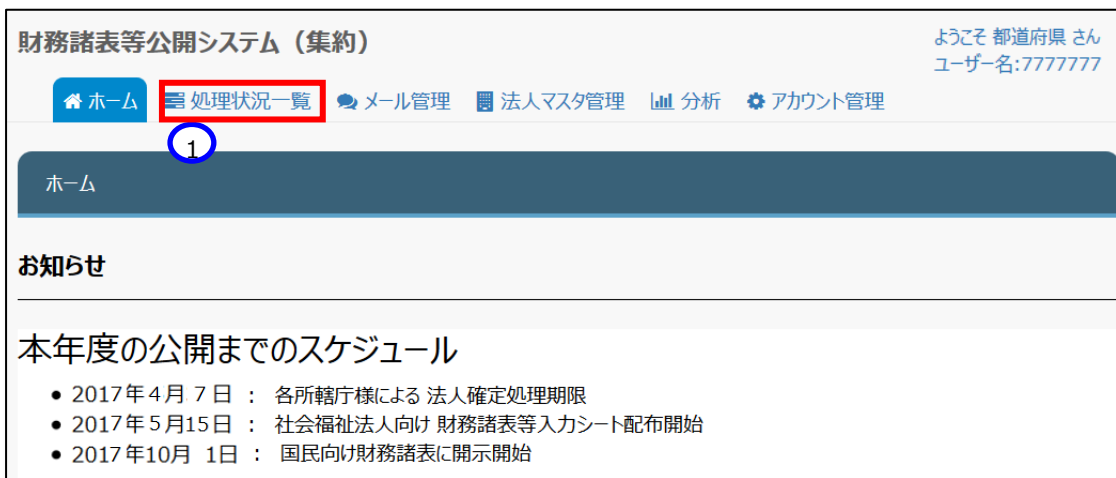 財務諸表等公開システム（集約）
ようこそ 都道府県 さん
ユーザー名:7777777
ホーム 処理状況一覧 メール管理 法人マスタ管理 分析 アカウント管理
1
ホーム
お知らせ
本年度の公開までのスケジュール
● 2017年4月 7日 ： 各所轄庁様による 法人確定処理期限
● 2017年5月15日 ： 社会福祉法人向け 財務諸表等入力シート配布開始
● 2017年10月 1日 ： 国民向け財務諸表に開示開始